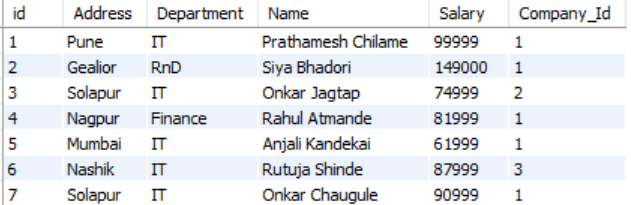 id Address Department Name Salary Company_Id
1 Pune IT Prathamesh Chilame 99999 1
2 Gealior RnD Siya Bhadori 149000 1
3 Solapur IT Onkar Jagtap 74999 2
4 Nagpur Finance Rahul Atmande 81999 1
5 Mumbai IT Anjali Kandekai 61999 1
6 Nashik IT Rutuja Shinde 87999 3
7 Solapur IT Onkar Chaugule 90999 1